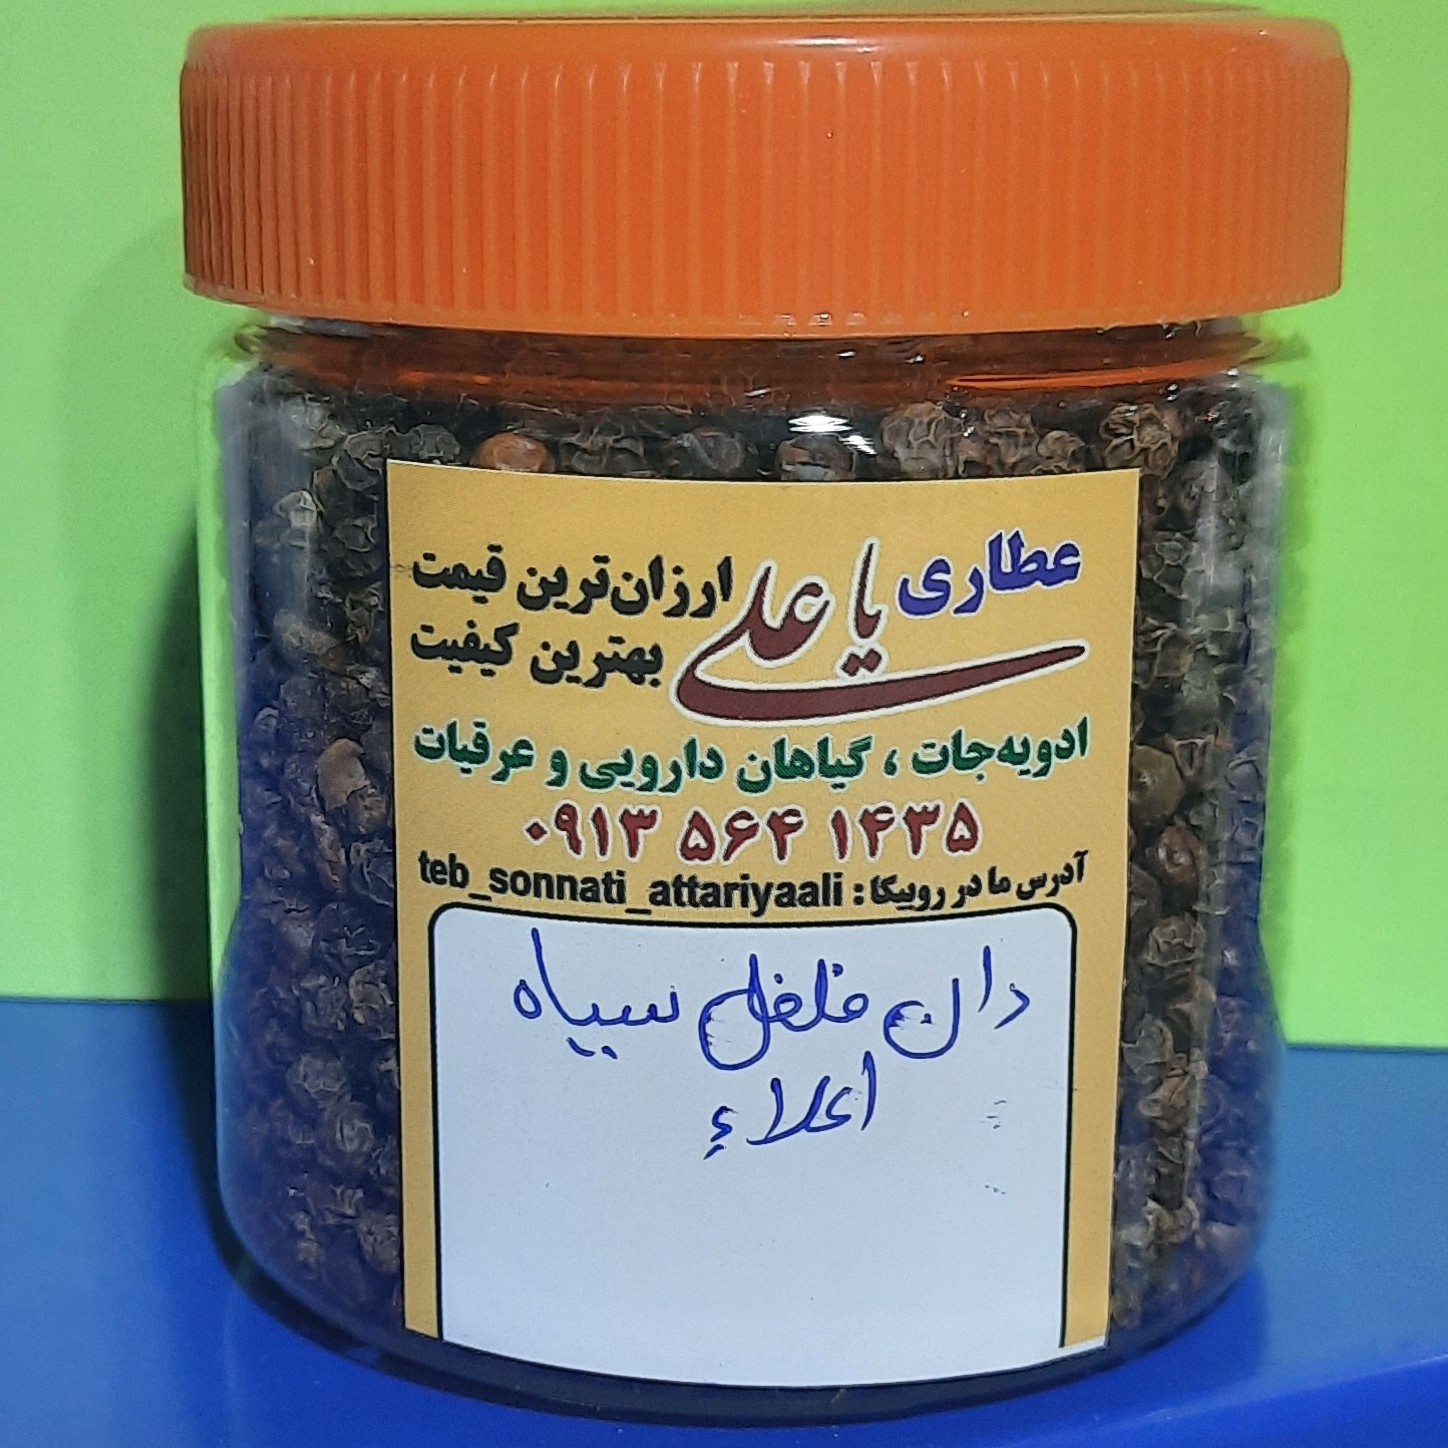 عطاری یا علی
ارزان‌ترین قیمت
بهترین کیفیت
ادویه‌جات ، گیاهان دارویی و عرقیات
۰۹۱۳ ۵۶۴ ۱۴۳۵
آدرس ما در روبیکا : teb_sonnati_attariyaali
دان فلفل سیاه
اعلاء